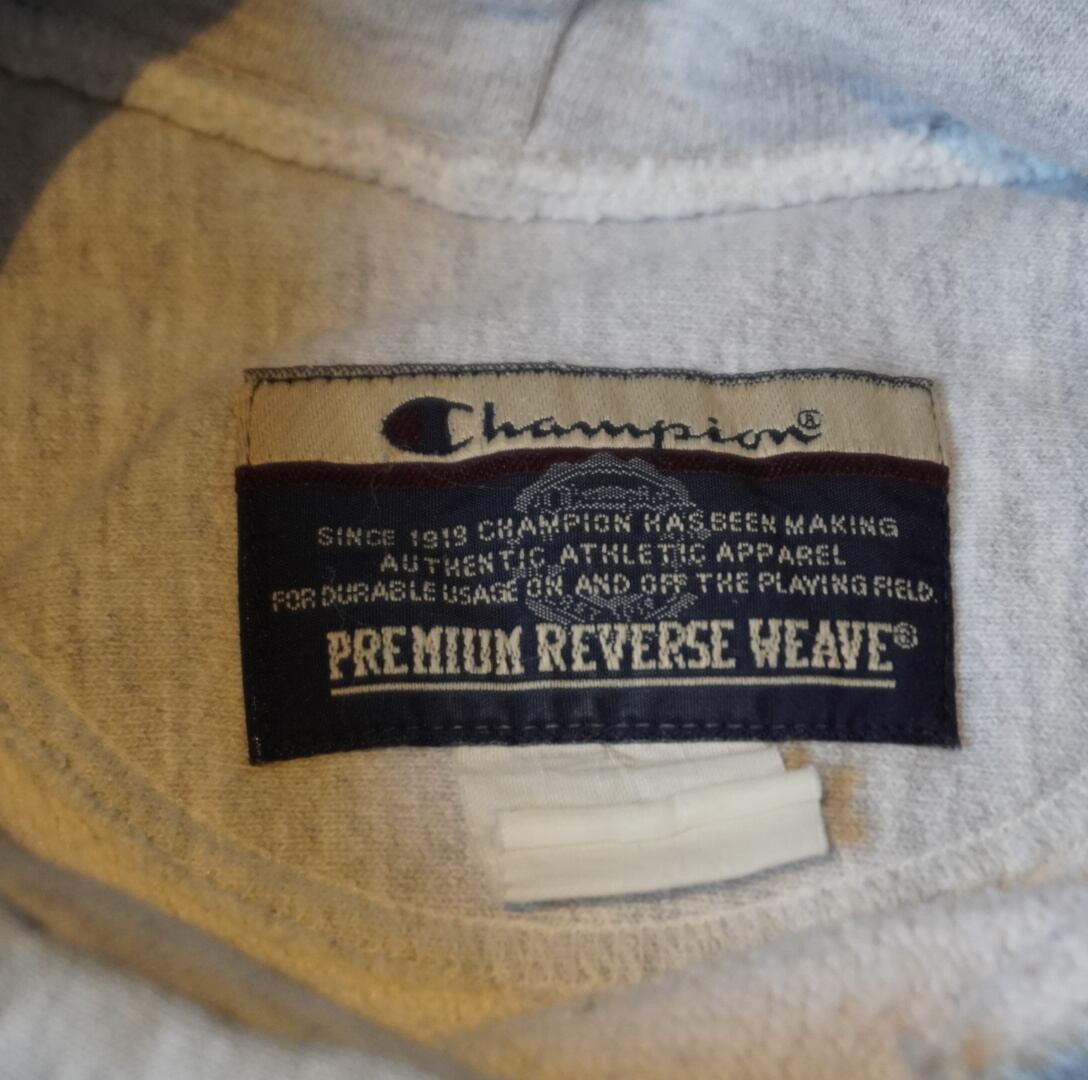 Champion®
SINCE 1919 CHAMPION HAS BEEN MAKING
AUTHENTIC ATHLETIC APPAREL
FOR DURABLE USAGE ON AND OFF THE PLAYING FIELD.
PREMIUM REVERSE WEAVE®